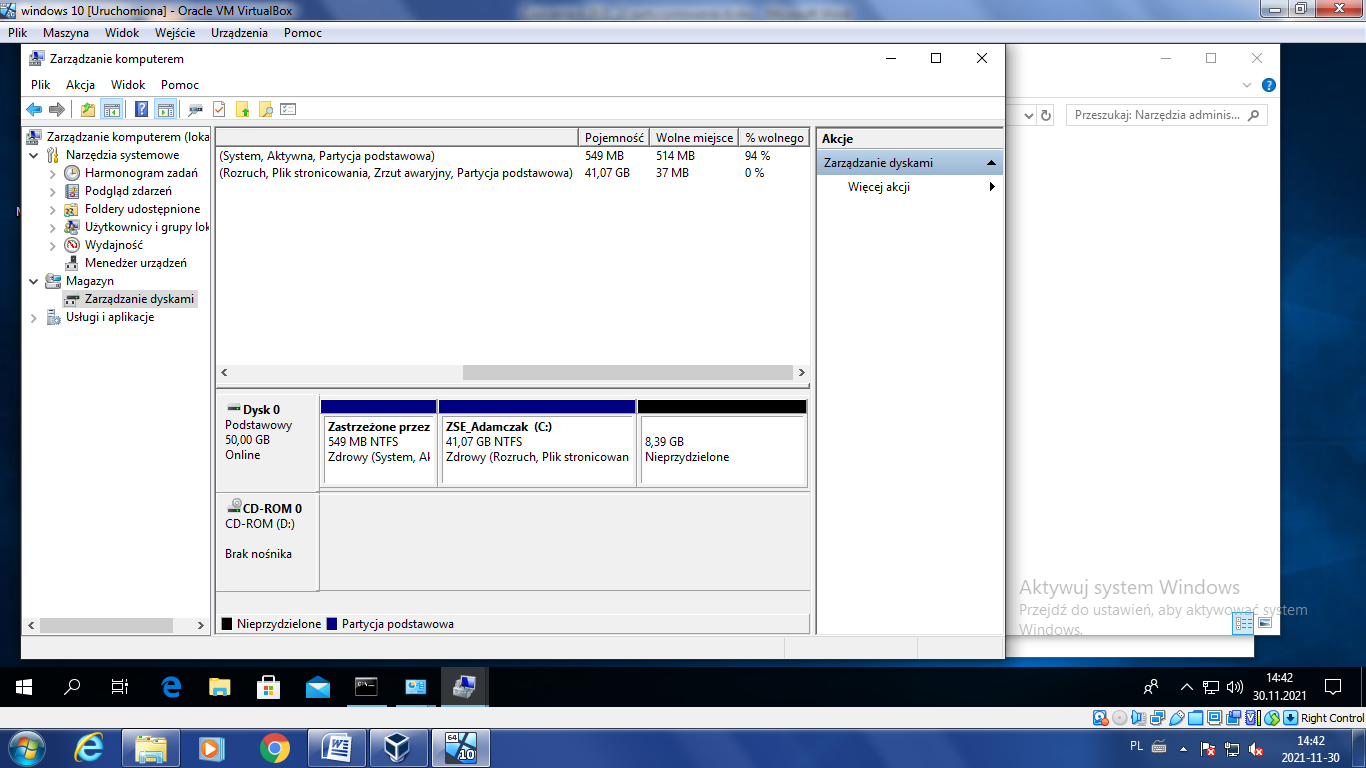 windows 10 [Uruchomiona] - Oracle VM VirtualBox
Plik Maszyna Widok Wejście Urządzenia Pomoc
Zarządzanie komputerem
Plik Akcja Widok Pomoc
Przeszukaj: Narzędzia adminis...
Zarządzanie komputerem (loka
Narzędzia systemowe
Harmonogram zadań
Podgląd zdarzeń
Foldery udostępnione
Użytkownicy i grupy lok
Wydajność
Menedżer urządzeń
Magazyn
Zarządzanie dyskami
Usługi i aplikacje
Pojemność Wolne miejsce % wolnego
(System, Aktywna, Partycja podstawowa) 549 MB 514 MB 94 %
(Rozruch, Plik stronicowania, Zrzut awaryjny, Partycja podstawowa) 41,07 GB 37 MB 0 %
Akcje
Zarządzanie dyskami
Więcej akcji
Dysk 0
Podstawowy
50,00 GB
Online
Zastrzeżone przez
549 MB NTFS
Zdrowy (System, Ak
ZSE_Adamczak (C:)
41,07 GB NTFS
Zdrowy (Rozruch, Plik stronicowan
8,39 GB
Nieprzydzielone
CD-ROM 0
CD-ROM (D:)
Brak nośnika
Nieprzydzielone Partycja podstawowa
Aktywuj system Windows
Przejdź do ustawień, aby aktywować system
Windows.
14:42
30.11.2021
Right Control
64
10
PL
14:42
2021-11-30